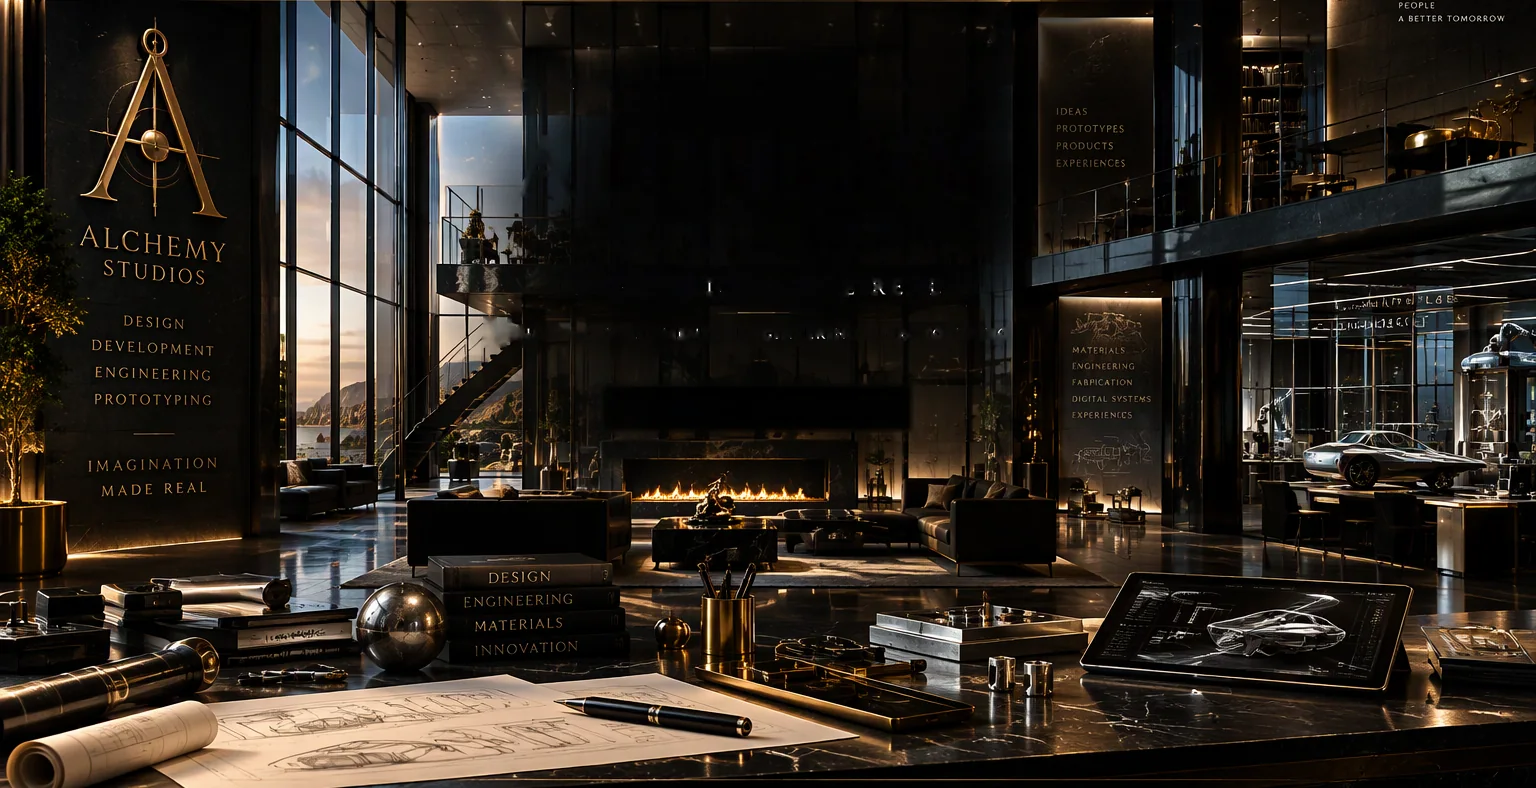 ALCHEMY
STUDIOS
DESIGN
DEVELOPMENT
ENGINEERING
PROTOTYPING
IMAGINATION
MADE REAL
PEOPLE
A BETTER TOMORROW
IDEAS
PROTOTYPES
PRODUCTS
EXPERIENCES
MATERIALS
ENGINEERING
FABRICATION
DIGITAL SYSTEMS
EXPERIENCES
DESIGN
ENGINEERING
MATERIALS
INNOVATION